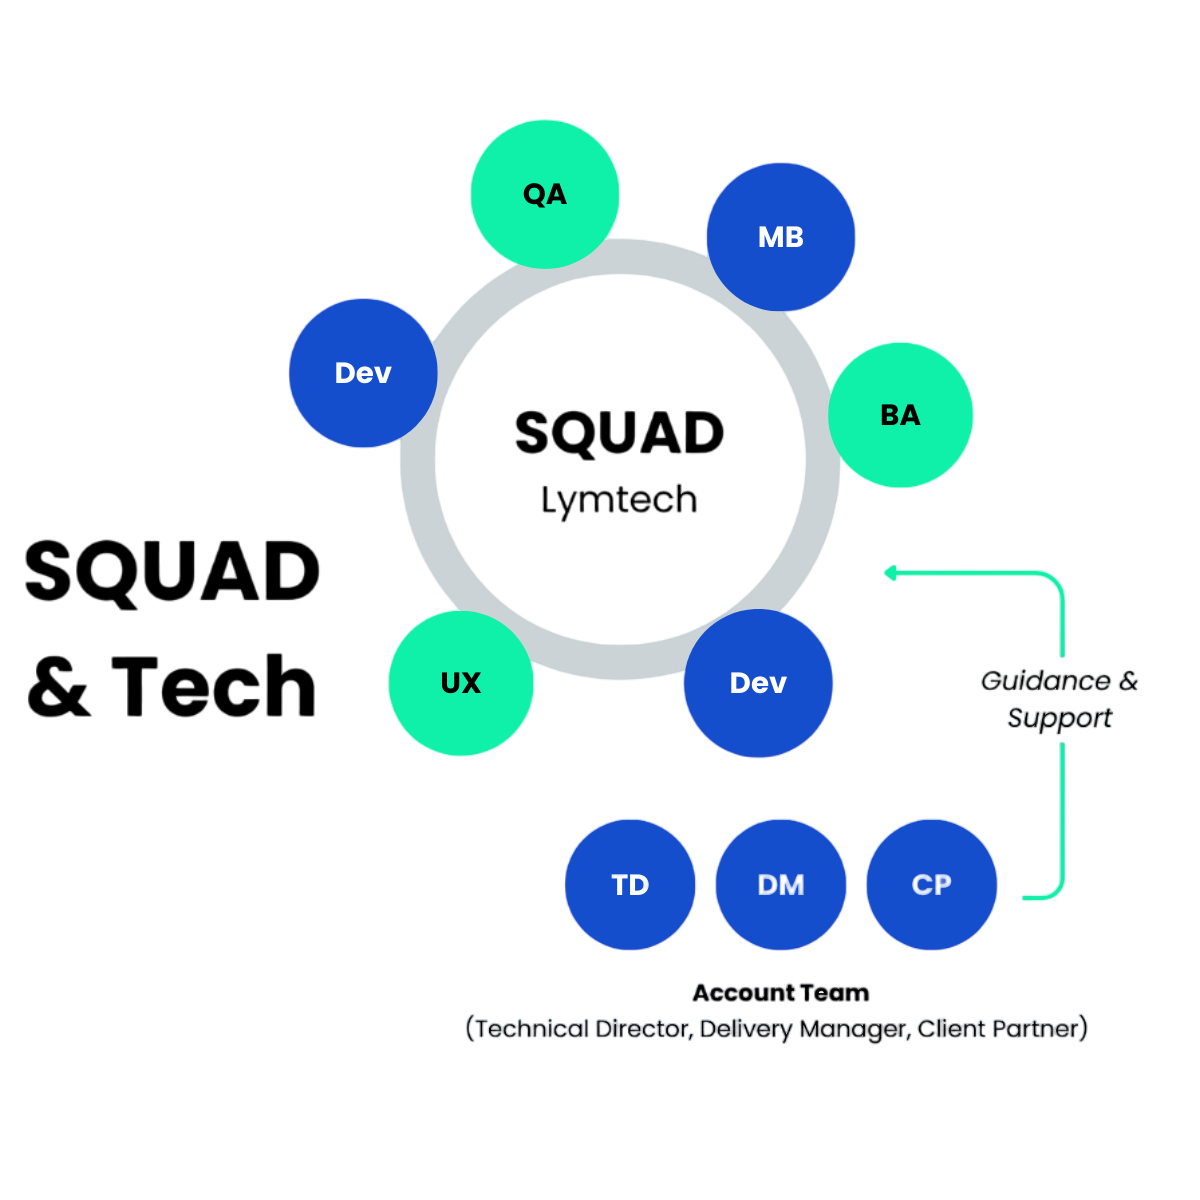 QA
MB
Dev
BA
SQUAD
Lymtech
SQUAD
& Tech
UX
Dev
Guidance &
Support
TD
DM
CP
Account Team
(Technical Director, Delivery Manager, Client Partner)